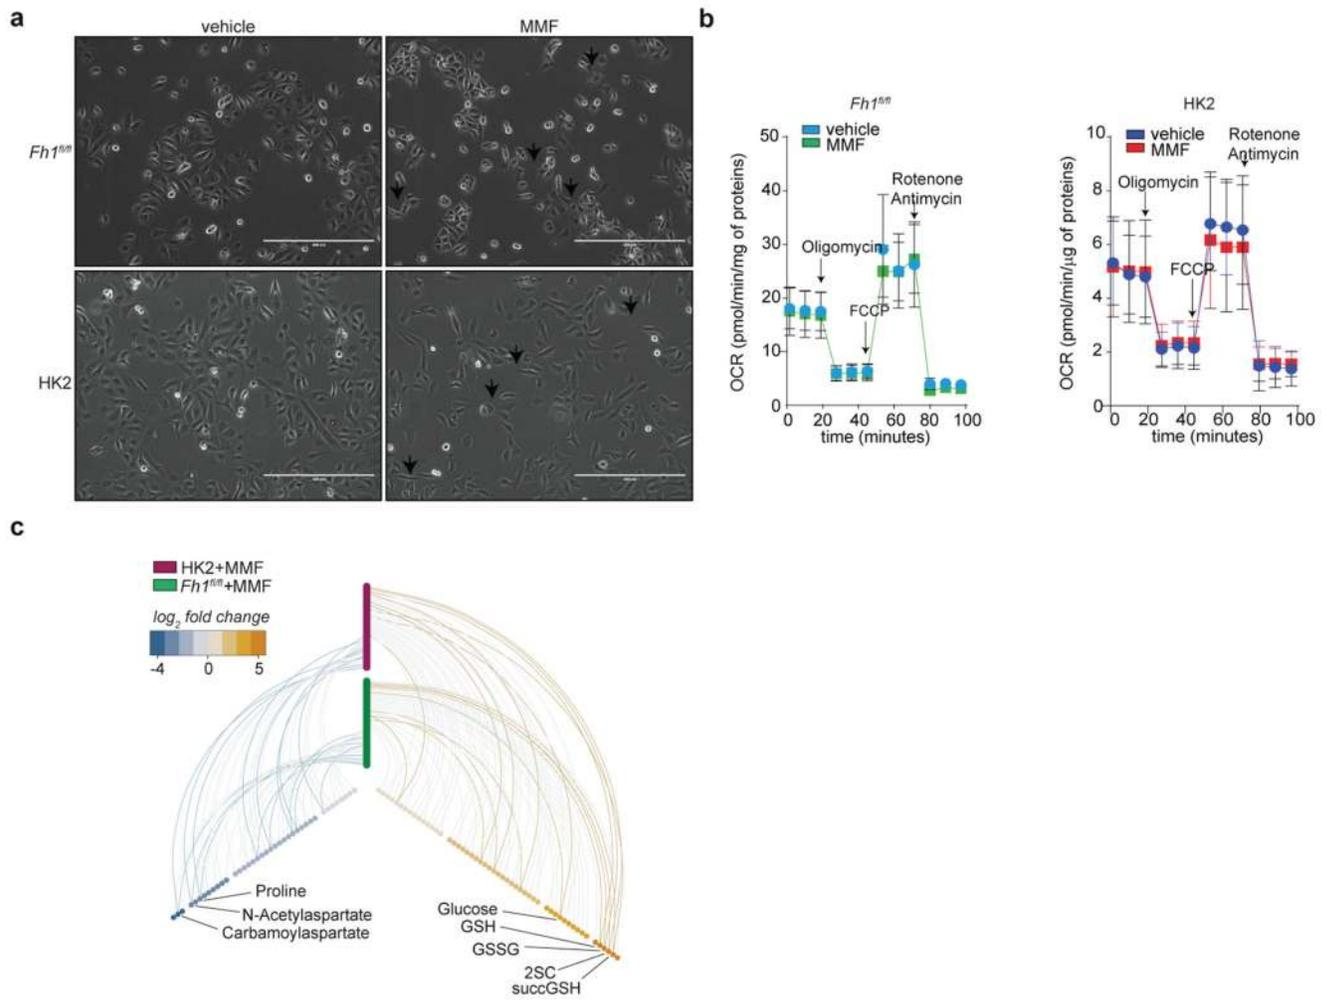 a
vehicle
MMF
Fh1fl/fl
HK2
b
Fh1fl/fl
vehicle
MMF
50
40
30
20
10
0
OCR (pmol/min/mg of proteins)
Oligomycin
FCCP
Rotenone
Antimycin
0 20 40 60 80 100
time (minutes)
HK2
vehicle
MMF
10
8
6
4
2
0
OCR (pmol/min/μg of proteins)
Oligomycin
FCCP
Rotenone
Antimycin
0 20 40 60 80 100
time (minutes)
c
HK2+MMF
Fh1fl/fl+MMF
log2 fold change
-4 0 5
Proline
N-Acetylaspartate
Carbamoylaspartate
Glucose
GSH
GSSG
2SC
succGSH